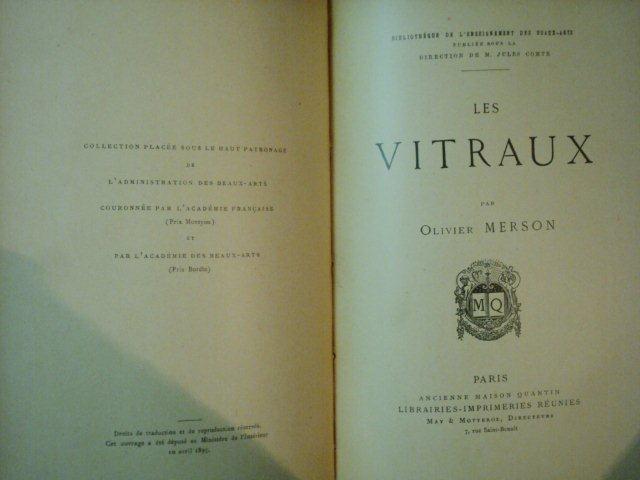 COLLECTION PLACÉE SOUS LE HAUT PATRONAGE
DE
L'ADMINISTRATION DES BEAUX-ARTS
COURONNÉE PAR L'ACADÉMIE FRANÇAISE
(Prix Montyon)
ET
PAR L'ACADÉMIE DES BEAUX-ARTS
(Prix Bordin)
Droits de traduction et de reproduction réservés.
Cet ouvrage a été déposé au Ministère de l'Intérieur
en avril 1895.
BIBLIOTHÈQUE DE L'ENSEIGNEMENT DES BEAUX-ARTS
PUBLIÉE SOUS LA
DIRECTION DE M. JULES COMTE
LES
VITRAUX
PAR
OLIVIER MERSON
MQ
PARIS
ANCIENNE MAISON QUANTIN
LIBRAIRIES-IMPRIMERIES RÉUNIES
MAY & MOTTEROZ, DIRECTEURS
7, rue Saint-Benoît